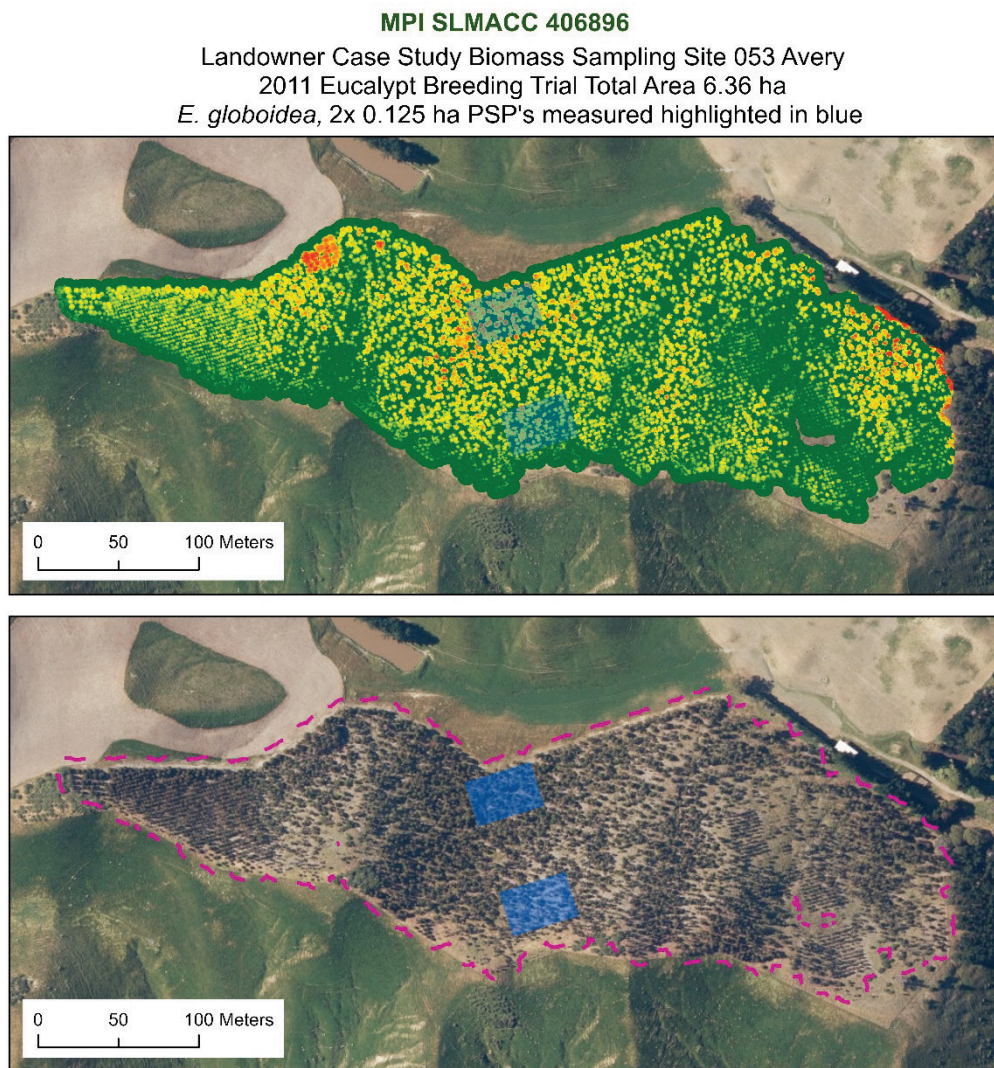 MPI SLMACC 406896
Landowner Case Study Biomass Sampling Site 053 Avery
2011 Eucalypt Breeding Trial Total Area 6.36 ha
E. globoidea, 2x 0.125 ha PSP's measured highlighted in blue
0 50 100 Meters
0 50 100 Meters